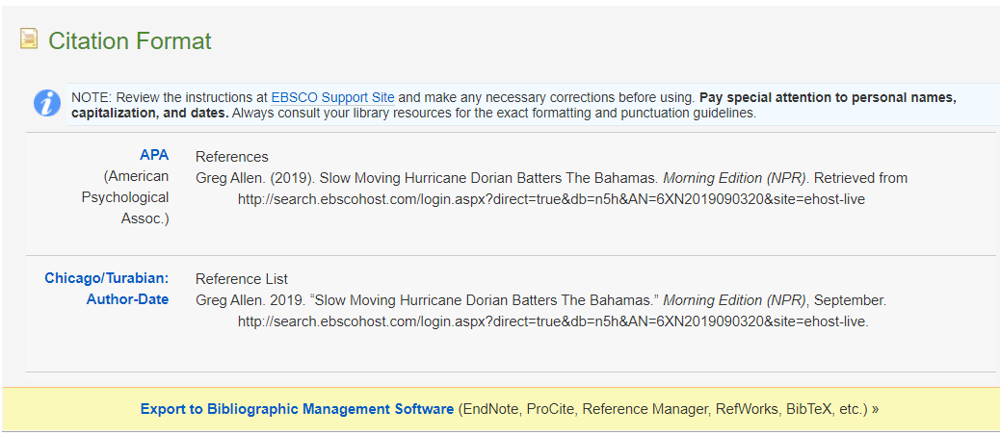 Citation Format
NOTE: Review the instructions at EBSCO Support Site and make any necessary corrections before using. Pay special attention to personal names,
capitalization, and dates. Always consult your library resources for the exact formatting and punctuation guidelines.
APA
(American
Psychological
Assoc.)
References
Greg Allen. (2019). Slow Moving Hurricane Dorian Batters The Bahamas. Morning Edition (NPR). Retrieved from
http://search.ebscohost.com/login.aspx?direct=true&db=n5h&AN=6XN2019090320&site=ehost-live
Chicago/Turabian:
Author-Date
Reference List
Greg Allen. 2019. “Slow Moving Hurricane Dorian Batters The Bahamas.” Morning Edition (NPR), September.
http://search.ebscohost.com/login.aspx?direct=true&db=n5h&AN=6XN2019090320&site=ehost-live.
Export to Bibliographic Management Software (EndNote, ProCite, Reference Manager, RefWorks, BibTeX, etc.) »